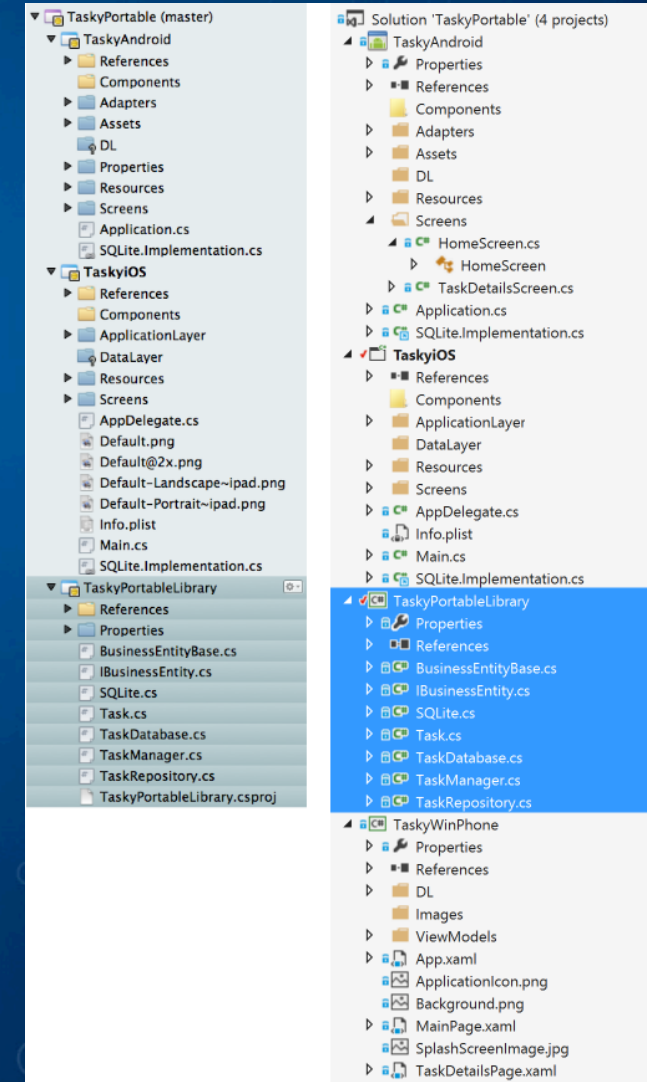 TaskyPortable (master)
TaskyAndroid
References
Components
Adapters
Assets
DL
Properties
Resources
Screens
Application.cs
SQLite.Implementation.cs
TaskyiOS
References
Components
ApplicationLayer
DataLayer
Resources
Screens
AppDelegate.cs
Default.png
Default@2x.png
Default-Landscape~ipad.png
Default-Portrait~ipad.png
Info.plist
Main.cs
SQLite.Implementation.cs
TaskyPortableLibrary
References
Properties
BusinessEntityBase.cs
IBusinessEntity.cs
SQLite.cs
Task.cs
TaskDatabase.cs
TaskManager.cs
TaskRepository.cs
TaskyPortableLibrary.csproj
Solution 'TaskyPortable' (4 projects)
TaskyAndroid
Properties
References
Components
Adapters
Assets
DL
Resources
Screens
HomeScreen.cs
HomeScreen
TaskDetailsScreen.cs
Application.cs
SQLite.Implementation.cs
TaskyiOS
References
Components
ApplicationLayer
DataLayer
Resources
Screens
AppDelegate.cs
Info.plist
Main.cs
SQLite.Implementation.cs
TaskyPortableLibrary
Properties
References
BusinessEntityBase.cs
IBusinessEntity.cs
SQLite.cs
Task.cs
TaskDatabase.cs
TaskManager.cs
TaskRepository.cs
TaskyWinPhone
Properties
References
DL
Images
ViewModels
App.xaml
ApplicationIcon.png
Background.png
MainPage.xaml
SplashScreenImage.jpg
TaskDetailsPage.xaml